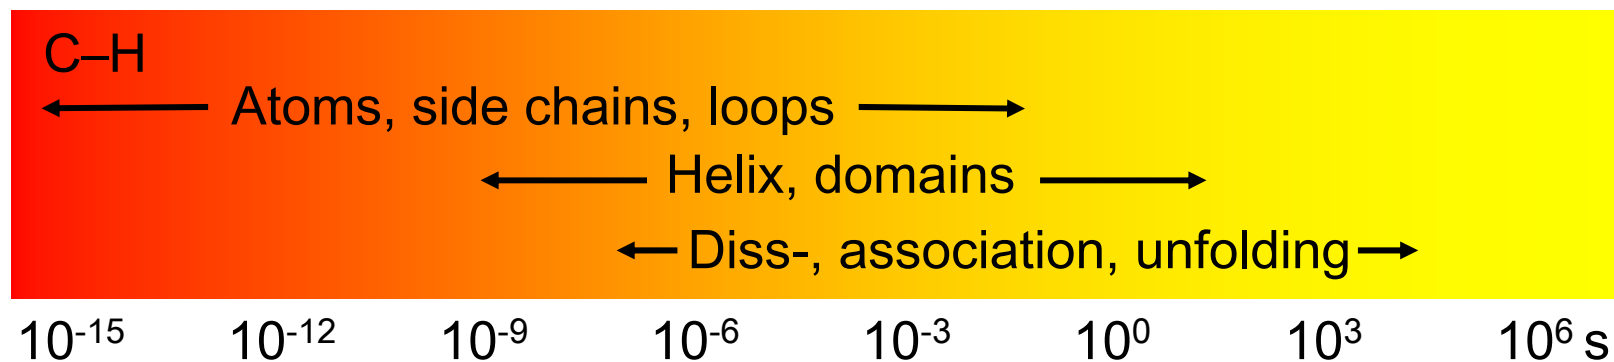 C–H
Atoms, side chains, loops
Helix, domains
Diss-, association, unfolding
10⁻¹⁵ 10⁻¹² 10⁻⁹ 10⁻⁶ 10⁻³ 10⁰ 10³ 10⁶ s